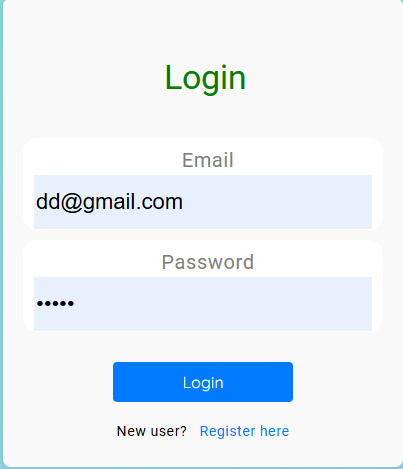 Login
Email
dd@gmail.com
Password
•••••
Login
New user? Register here